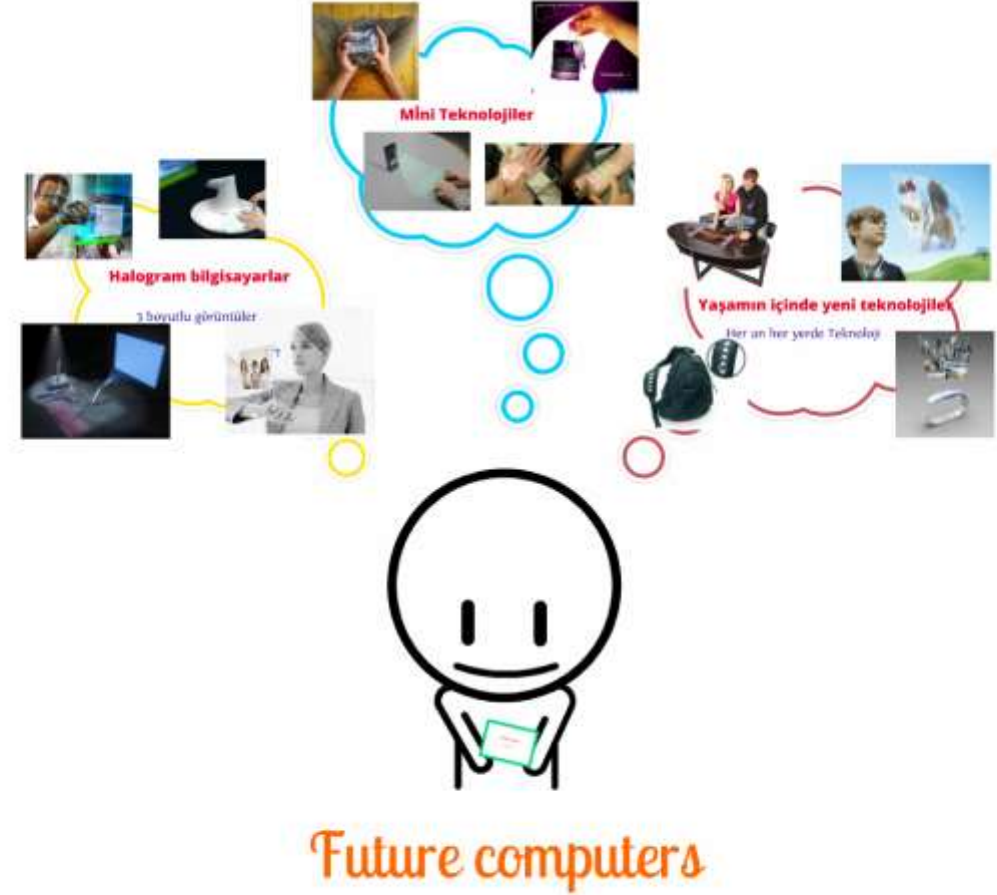 Mini Teknolojiler
Halogram bilgisayarlar
3 boyutlu görüntüler
Yaşamın içinde yeni teknolojiler
Her an her yerde Teknoloji
Future computers